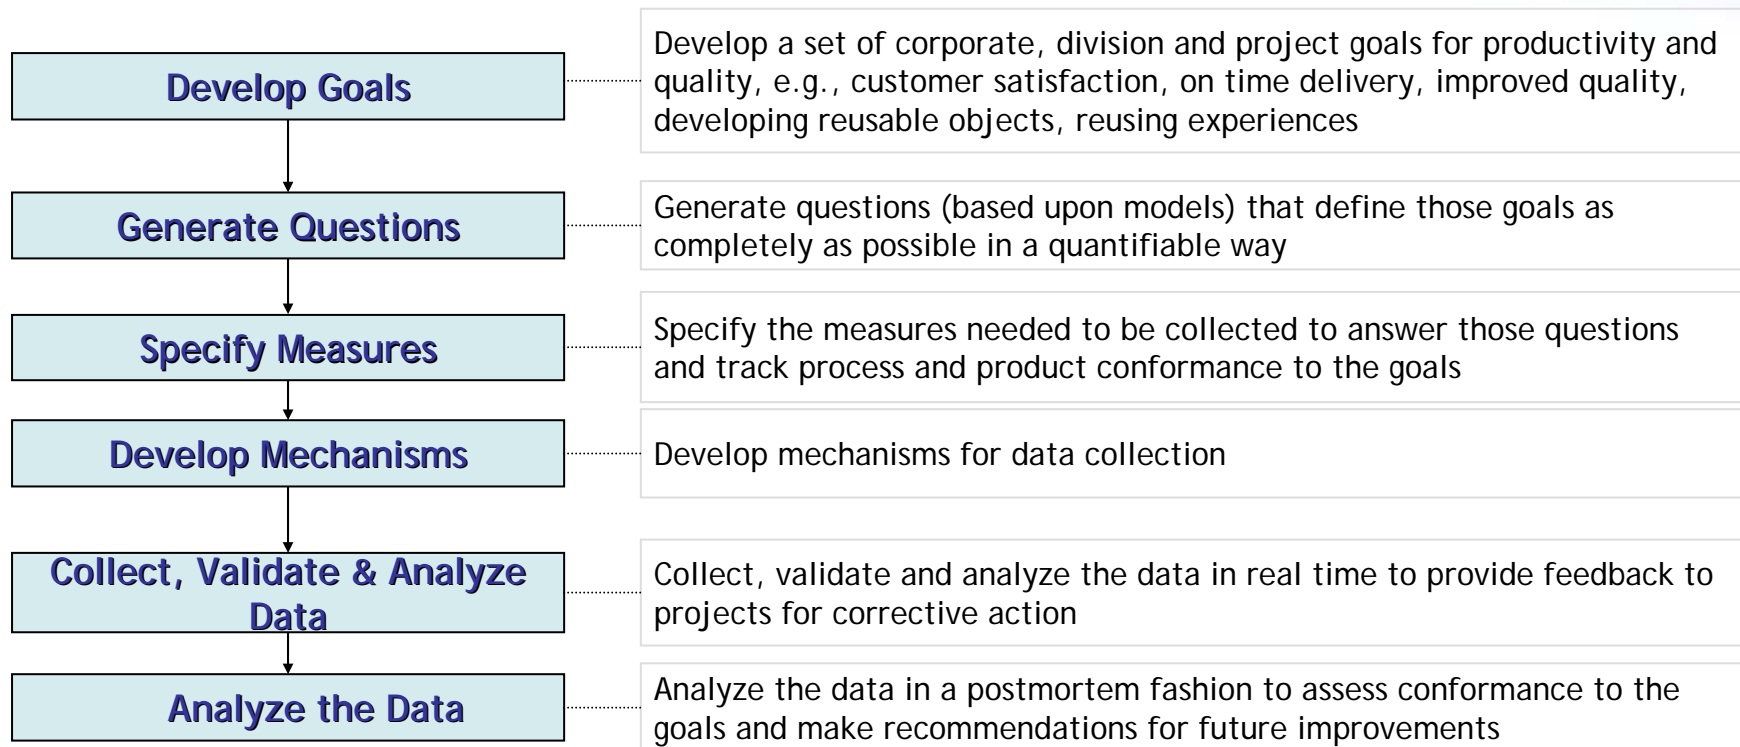 Develop Goals
Develop a set of corporate, division and project goals for productivity and
quality, e.g., customer satisfaction, on time delivery, improved quality,
developing reusable objects, reusing experiences
Generate Questions
Generate questions (based upon models) that define those goals as
completely as possible in a quantifiable way
Specify Measures
Specify the measures needed to be collected to answer those questions
and track process and product conformance to the goals
Develop Mechanisms
Develop mechanisms for data collection
Collect, Validate & Analyze
Data
Collect, validate and analyze the data in real time to provide feedback to
projects for corrective action
Analyze the Data
Analyze the data in a postmortem fashion to assess conformance to the
goals and make recommendations for future improvements